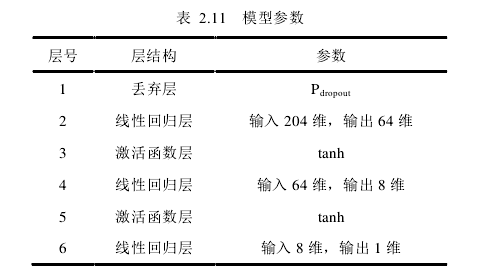 表 2.11 模型参数
层号 层结构 参数
1 丢弃层 Pdropout
2 线性回归层 输入 204 维，输出 64 维
3 激活函数层 tanh
4 线性回归层 输入 64 维，输出 8 维
5 激活函数层 tanh
6 线性回归层 输入 8 维，输出 1 维